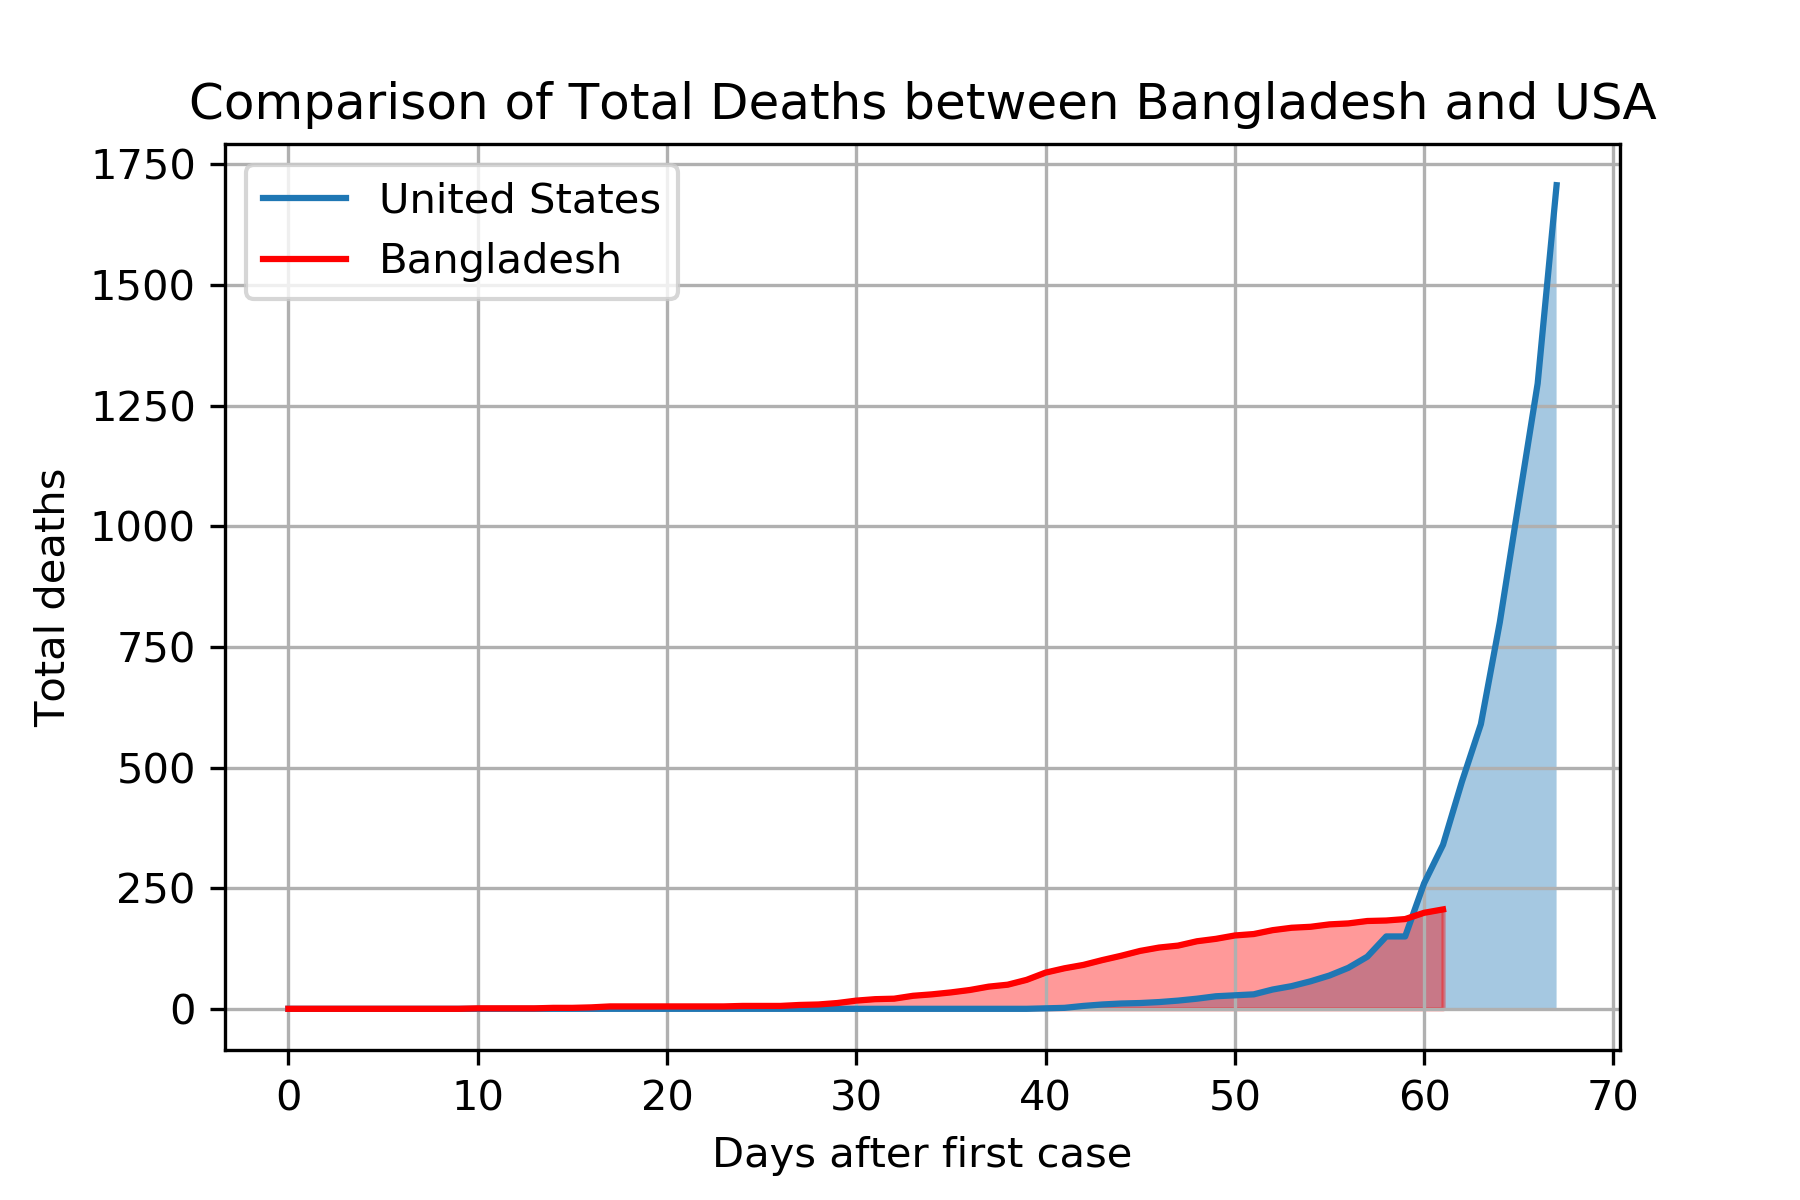 Comparison of Total Deaths between Bangladesh and USA
1750
1500
1250
1000
750
500
250
0
Total deaths
United States
Bangladesh
0 10 20 30 40 50 60 70
Days after first case